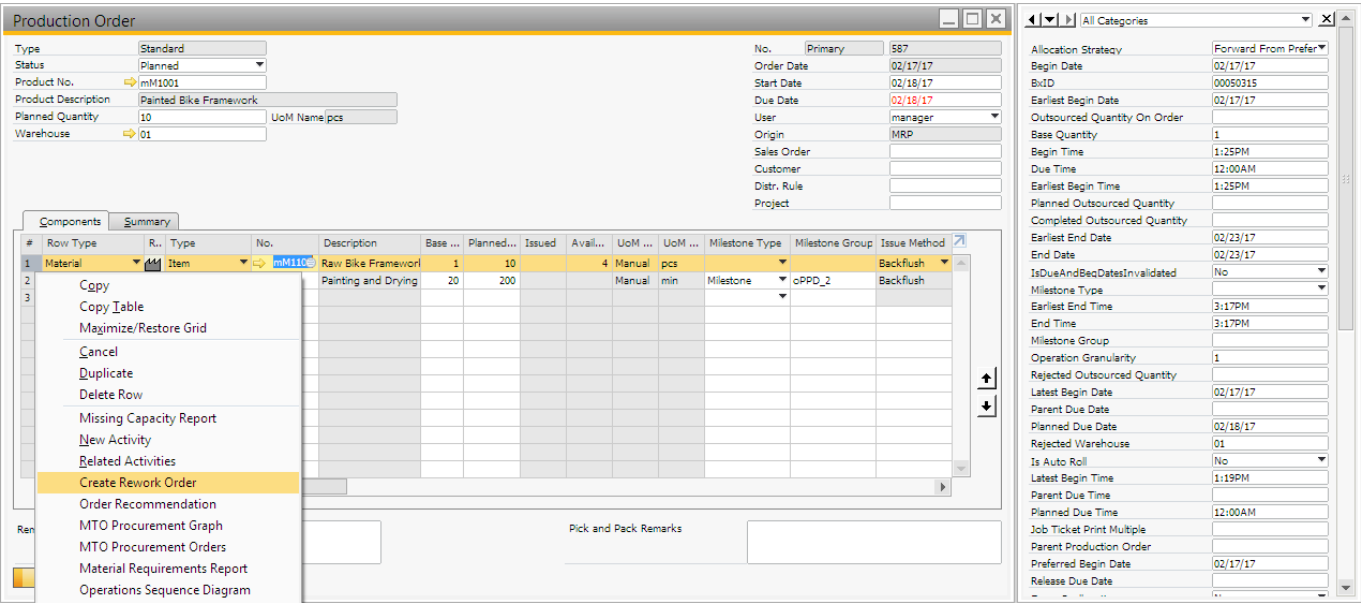 Production Order
Type Standard
Status Planned
Product No. mM1001
Product Description Painted Bike Framework
Planned Quantity 10 UoM Name pcs
Warehouse 01
No. Primary 587
Order Date 02/17/17
Start Date 02/18/17
Due Date 02/18/17
User manager
Origin MRP
Sales Order
Customer
Distr. Rule
Project
Components Summary
# Row Type R.. Type No. Description Base ... Planned... Issued Avail... UoM ... UoM ... Milestone Type Milestone Group Issue Method
1 Material Item mM110 Raw Bike Framework 1 10 4 Manual pcs Backflush
2 Painting and Drying 20 200 Manual min Milestone oPPD_2 Backflush
3
Copy
Copy Table
Maximize/Restore Grid
Cancel
Duplicate
Delete Row
Missing Capacity Report
New Activity
Related Activities
Create Rework Order
Order Recommendation
MTO Procurement Graph
MTO Procurement Orders
Material Requirements Report
Operations Sequence Diagram
Ren
Pick and Pack Remarks
All Categories
Allocation Strategy Forward From Prefer
Begin Date 02/17/17
BxID 00050315
Earliest Begin Date 02/17/17
Outsourced Quantity On Order
Base Quantity 1
Begin Time 1:25PM
Due Time 12:00AM
Earliest Begin Time 1:25PM
Planned Outsourced Quantity
Completed Outsourced Quantity
Earliest End Date 02/23/17
End Date 02/23/17
IsDueAndBegDatesInvalidated No
Milestone Type
Earliest End Time 3:17PM
End Time 3:17PM
Milestone Group
Operation Granularity 1
Rejected Outsourced Quantity
Latest Begin Date 02/17/17
Parent Due Date
Planned Due Date 02/18/17
Rejected Warehouse 01
Is Auto Roll No
Latest Begin Time 1:19PM
Parent Due Time
Planned Due Time 12:00AM
Job Ticket Print Multiple
Parent Production Order
Preferred Begin Date 02/17/17
Release Due Date